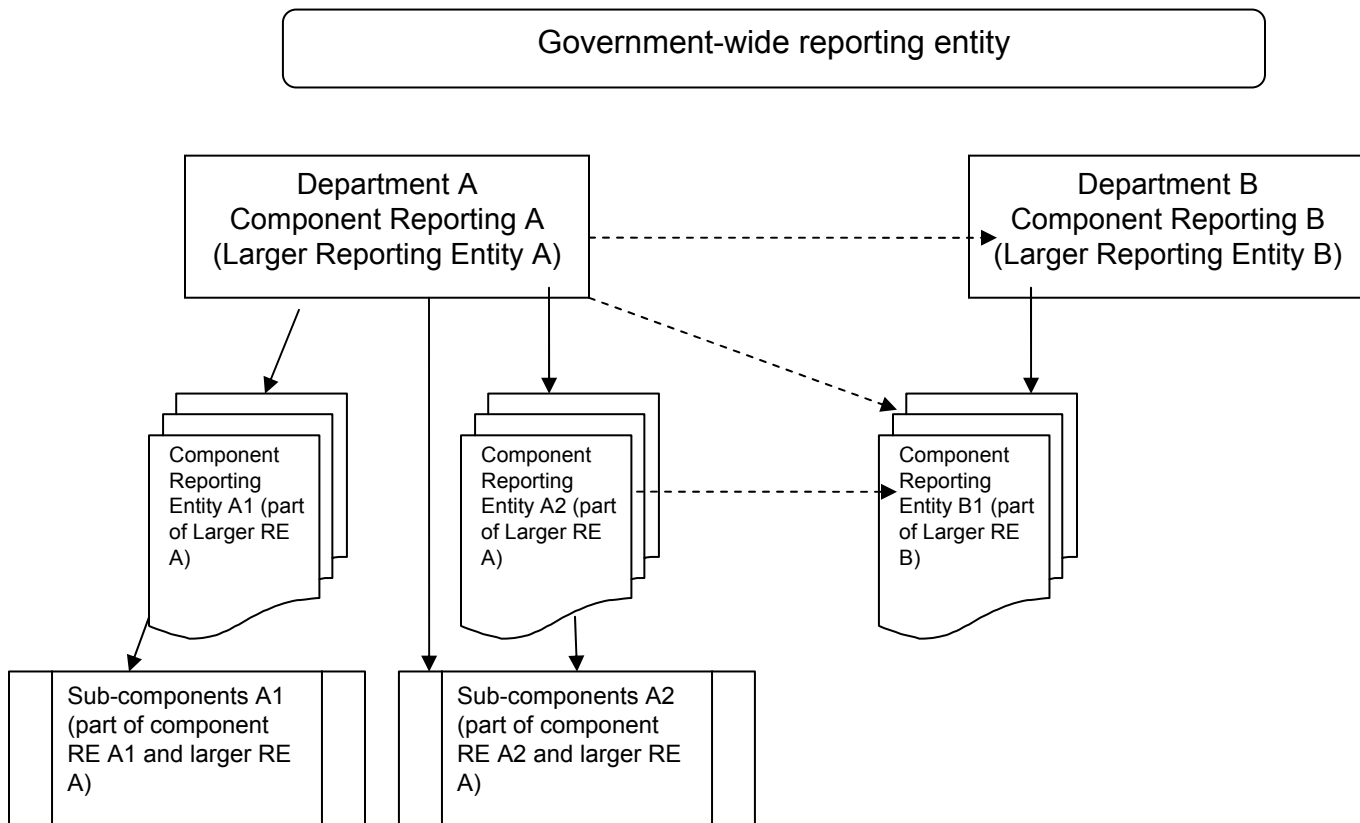 Government-wide reporting entity
Department A
Component Reporting A
(Larger Reporting Entity A)
Department B
Component Reporting B
(Larger Reporting Entity B)
Component
Reporting
Entity A1 (part
of Larger RE
A)
Component
Reporting
Entity A2 (part
of Larger RE
A)
Component
Reporting
Entity B1 (part
of Larger RE
B)
Sub-components A1
(part of component
RE A1 and larger RE
A)
Sub-components A2
(part of component
RE A2 and larger RE
A)